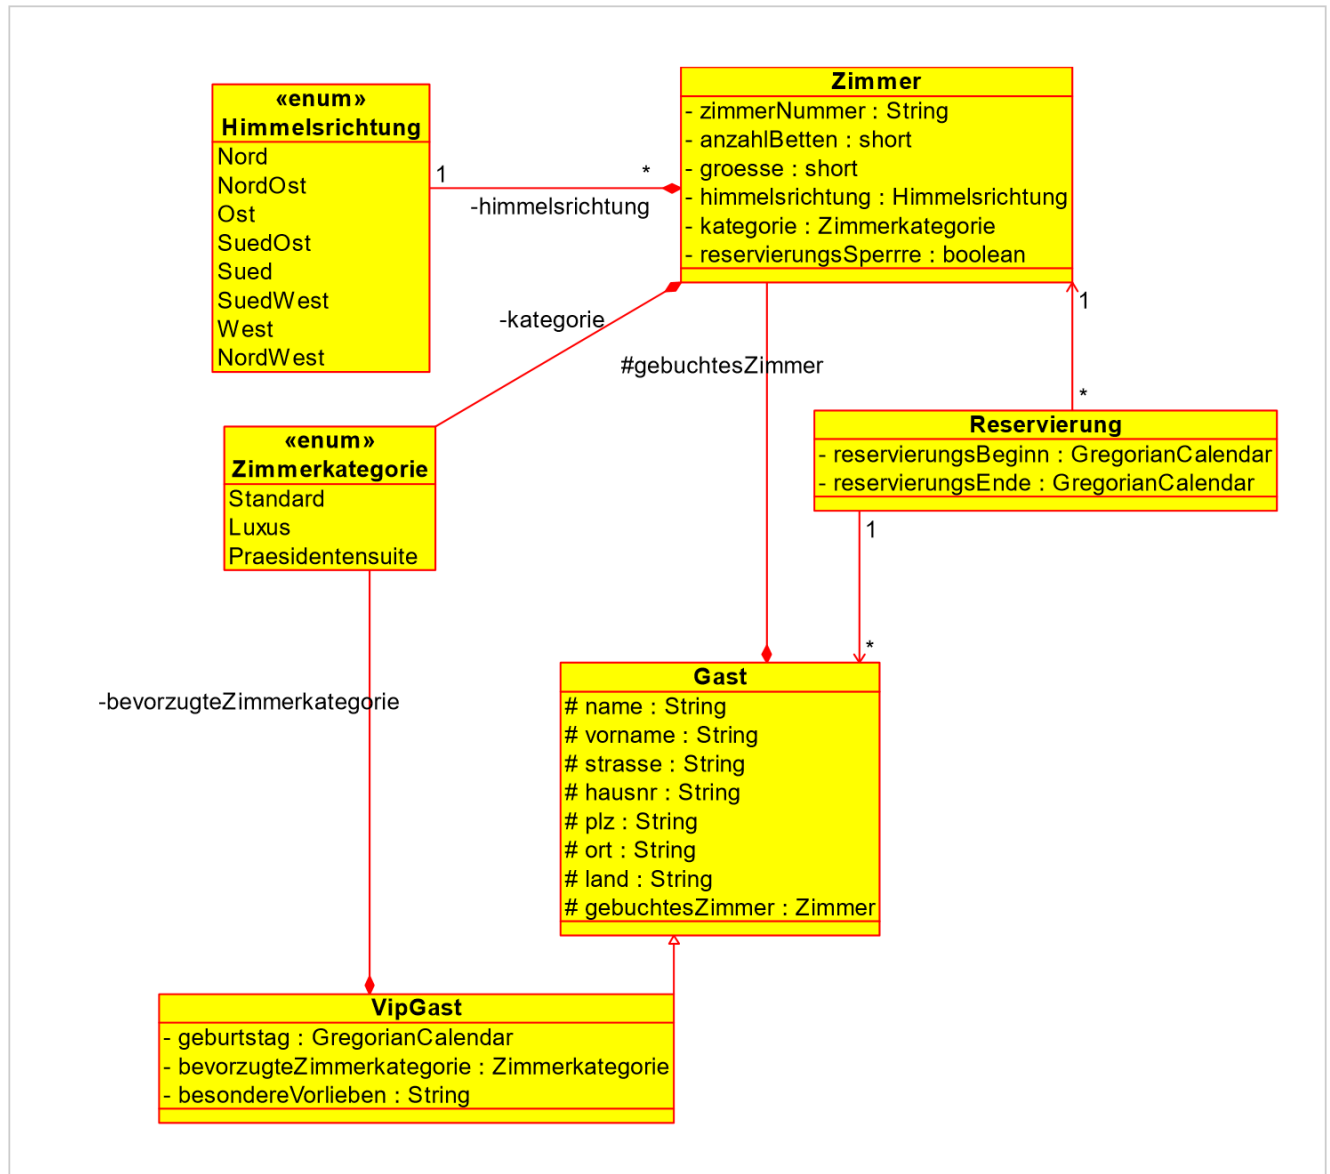 «enum»
Himmelsrichtung
Nord
NordOst
Ost
SuedOst
Sued
SuedWest
West
NordWest
1
*
-himmelsrichtung
Zimmer
- zimmerNummer : String
- anzahlBetten : short
- groesse : short
- himmelsrichtung : Himmelsrichtung
- kategorie : Zimmerkategorie
- reservierungsSperrre : boolean
-kategorie
#gebuchtesZimmer
1
*
«enum»
Zimmerkategorie
Standard
Luxus
Praesidentensuite
Reservierung
- reservierungsBeginn : GregorianCalendar
- reservierungsEnde : GregorianCalendar
1
*
-bevorzugteZimmerkategorie
Gast
# name : String
# vorname : String
# strasse : String
# hausnr : String
# plz : String
# ort : String
# land : String
# gebuchtesZimmer : Zimmer
VipGast
- geburtstag : GregorianCalendar
- bevorzugteZimmerkategorie : Zimmerkategorie
- besondereVorlieben : String